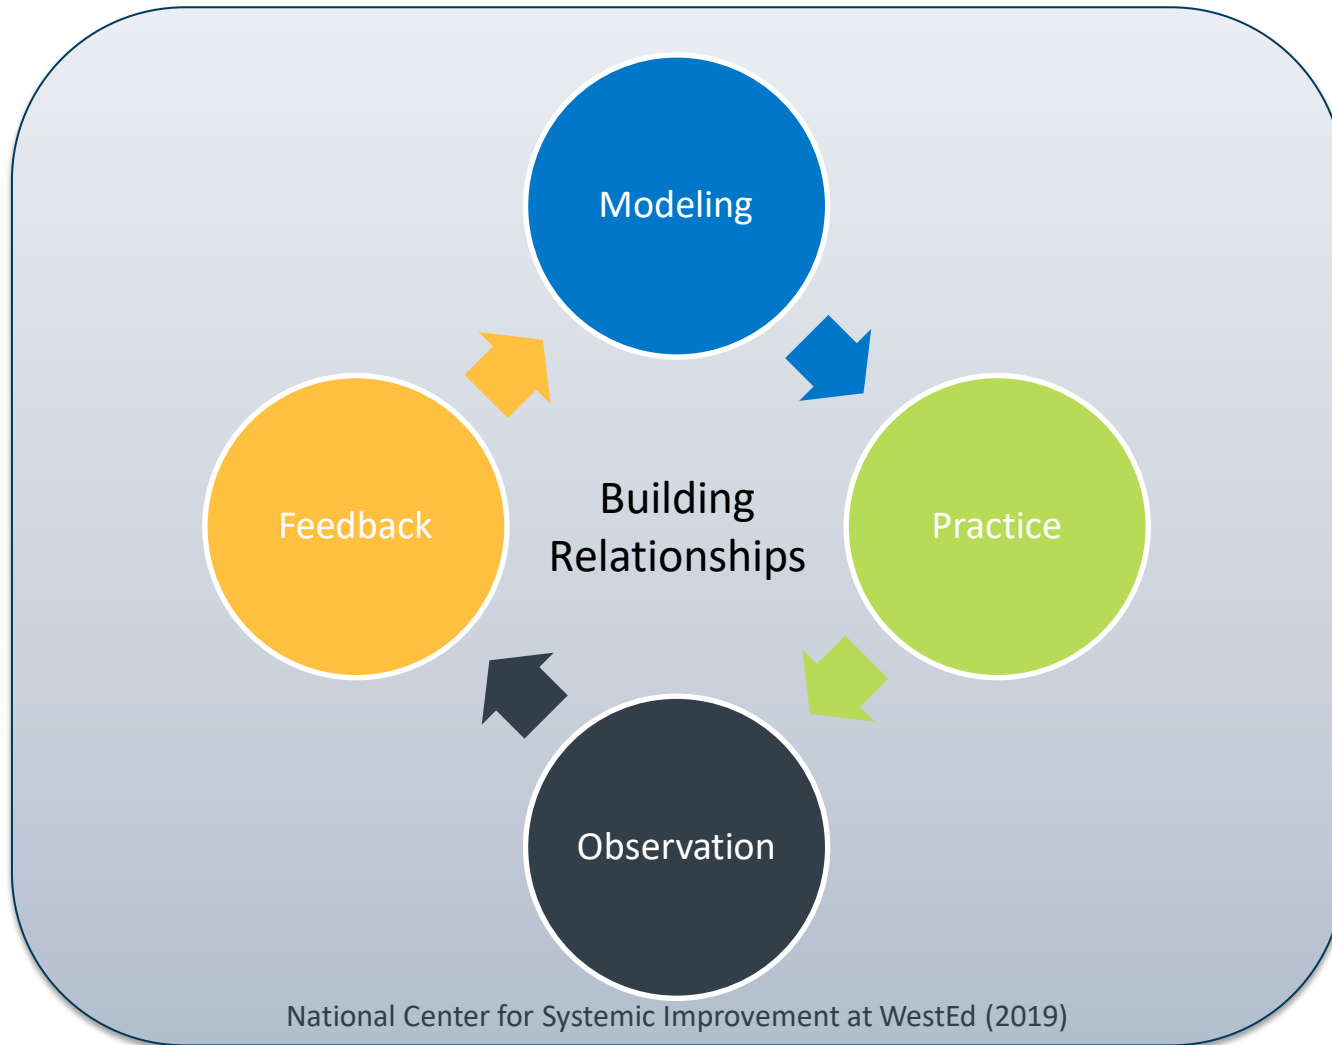 Modeling
Feedback
Building
Relationships
Practice
Observation
National Center for Systemic Improvement at WestEd (2019)